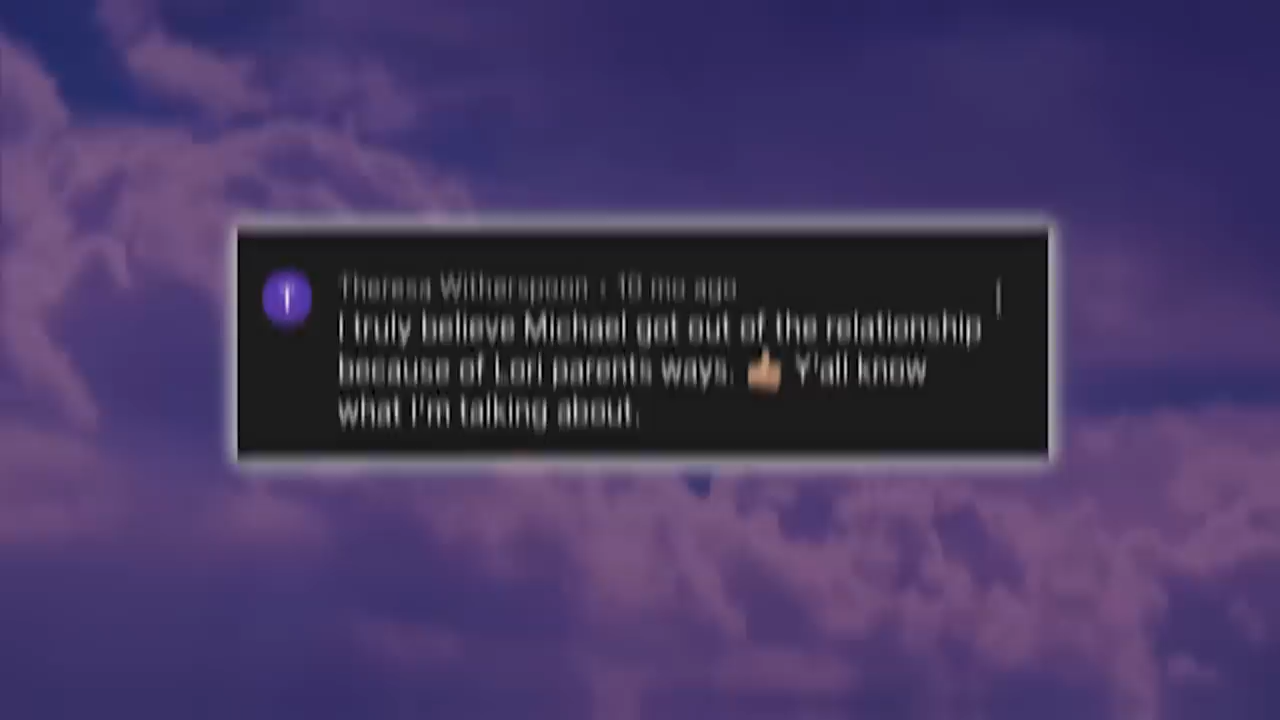 Theresa Witherspoon • 10 mo ago
I truly believe Michael got out of the relationship
because of Lori parents ways. 👍🏼 Y'all know
what I'm talking about.